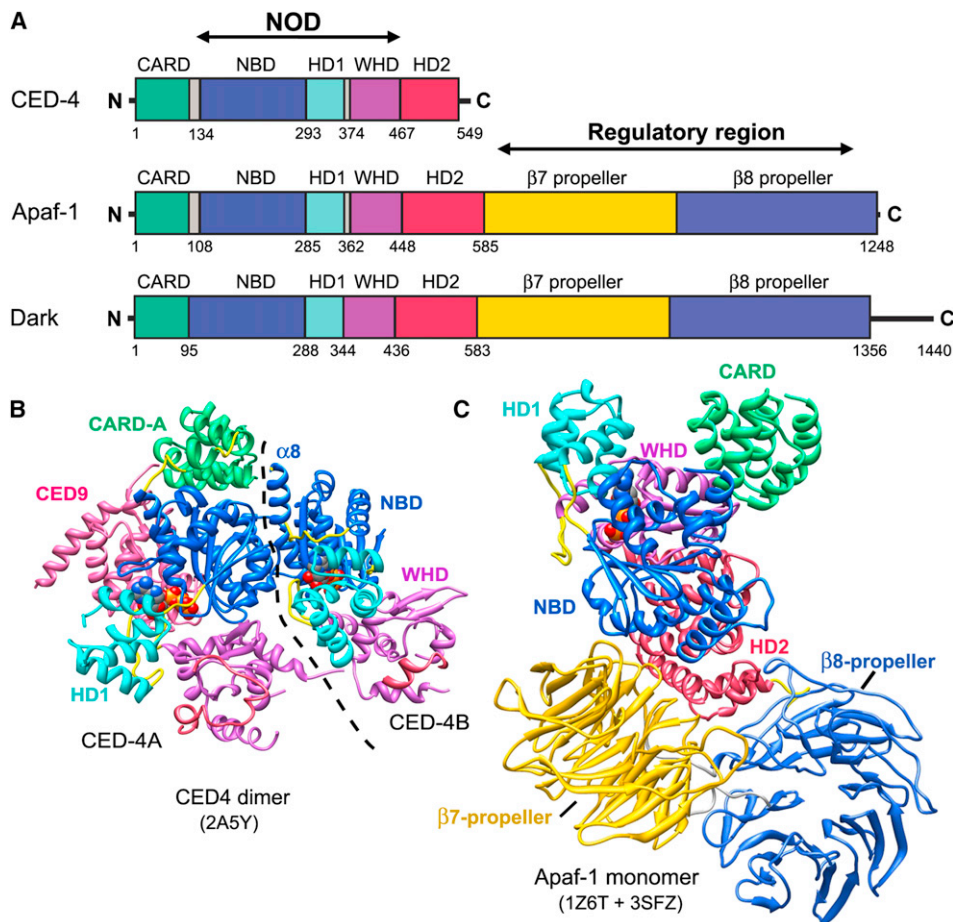 A
NOD
CARD NBD HD1 WHD HD2
CED-4 N C
1 134 293 374 467 549
Regulatory region
CARD NBD HD1 WHD HD2 β7 propeller β8 propeller
Apaf-1 N C
1 108 285 362 448 585 1248
CARD NBD HD1 WHD HD2 β7 propeller β8 propeller
Dark N C
1 95 288 344 436 583 1356 1440
B
CARD-A
α8
CED9
NBD
WHD
HD1
CED-4A
CED-4B
CED4 dimer
(2A5Y)
C
CARD
HD1
WHD
NBD
HD2
β8-propeller
β7-propeller
Apaf-1 monomer
(1Z6T + 3SFZ)